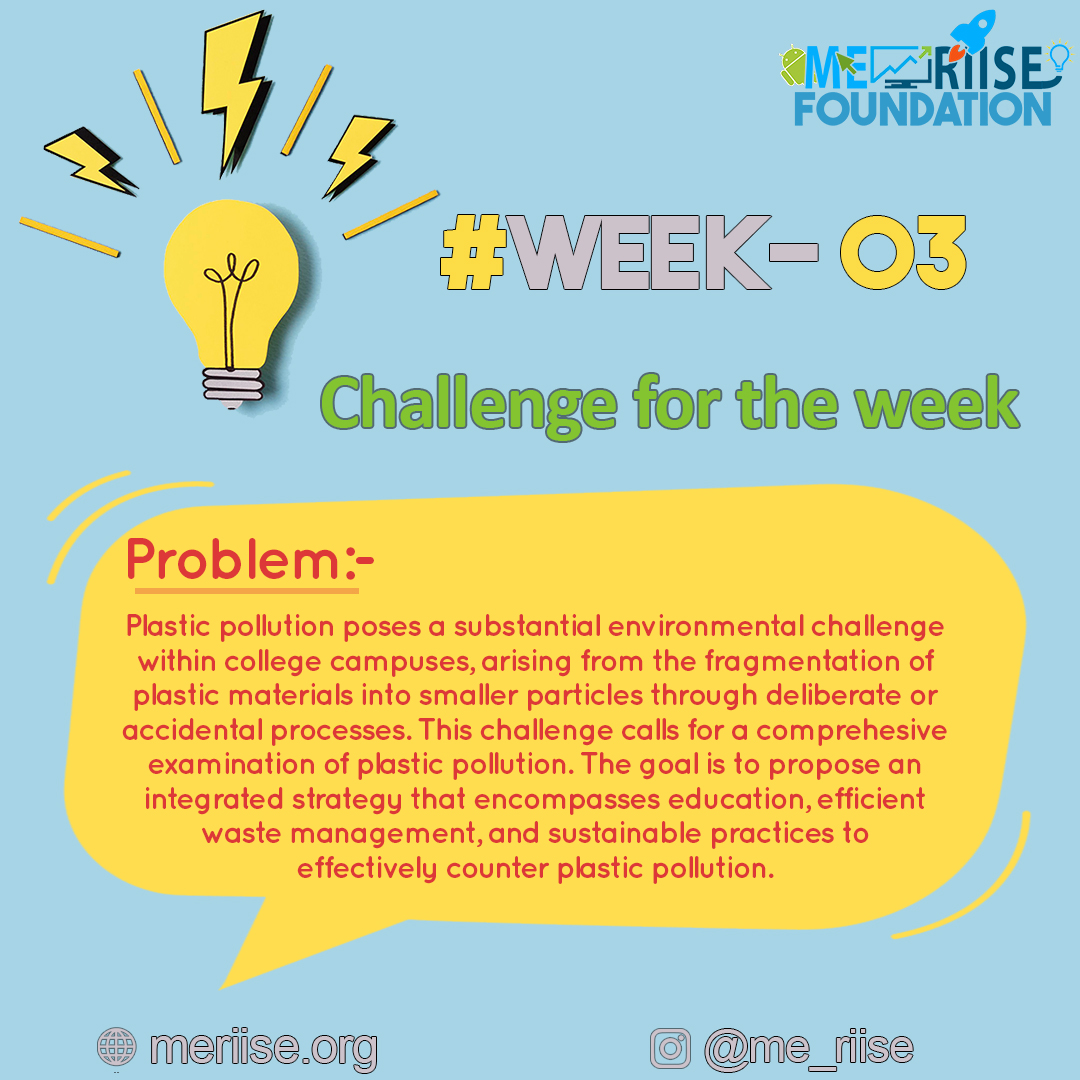 ME RIISE
FOUNDATION
#WEEK- 03
Challenge for the week
Problem:-
Plastic pollution poses a substantial environmental challenge
within college campuses, arising from the fragmentation of
plastic materials into smaller particles through deliberate or
accidental processes. This challenge calls for a comprehesive
examination of plastic pollution. The goal is to propose an
integrated strategy that encompasses education, efficient
waste management, and sustainable practices to
effectively counter plastic pollution.
meriise.org
@me_riise